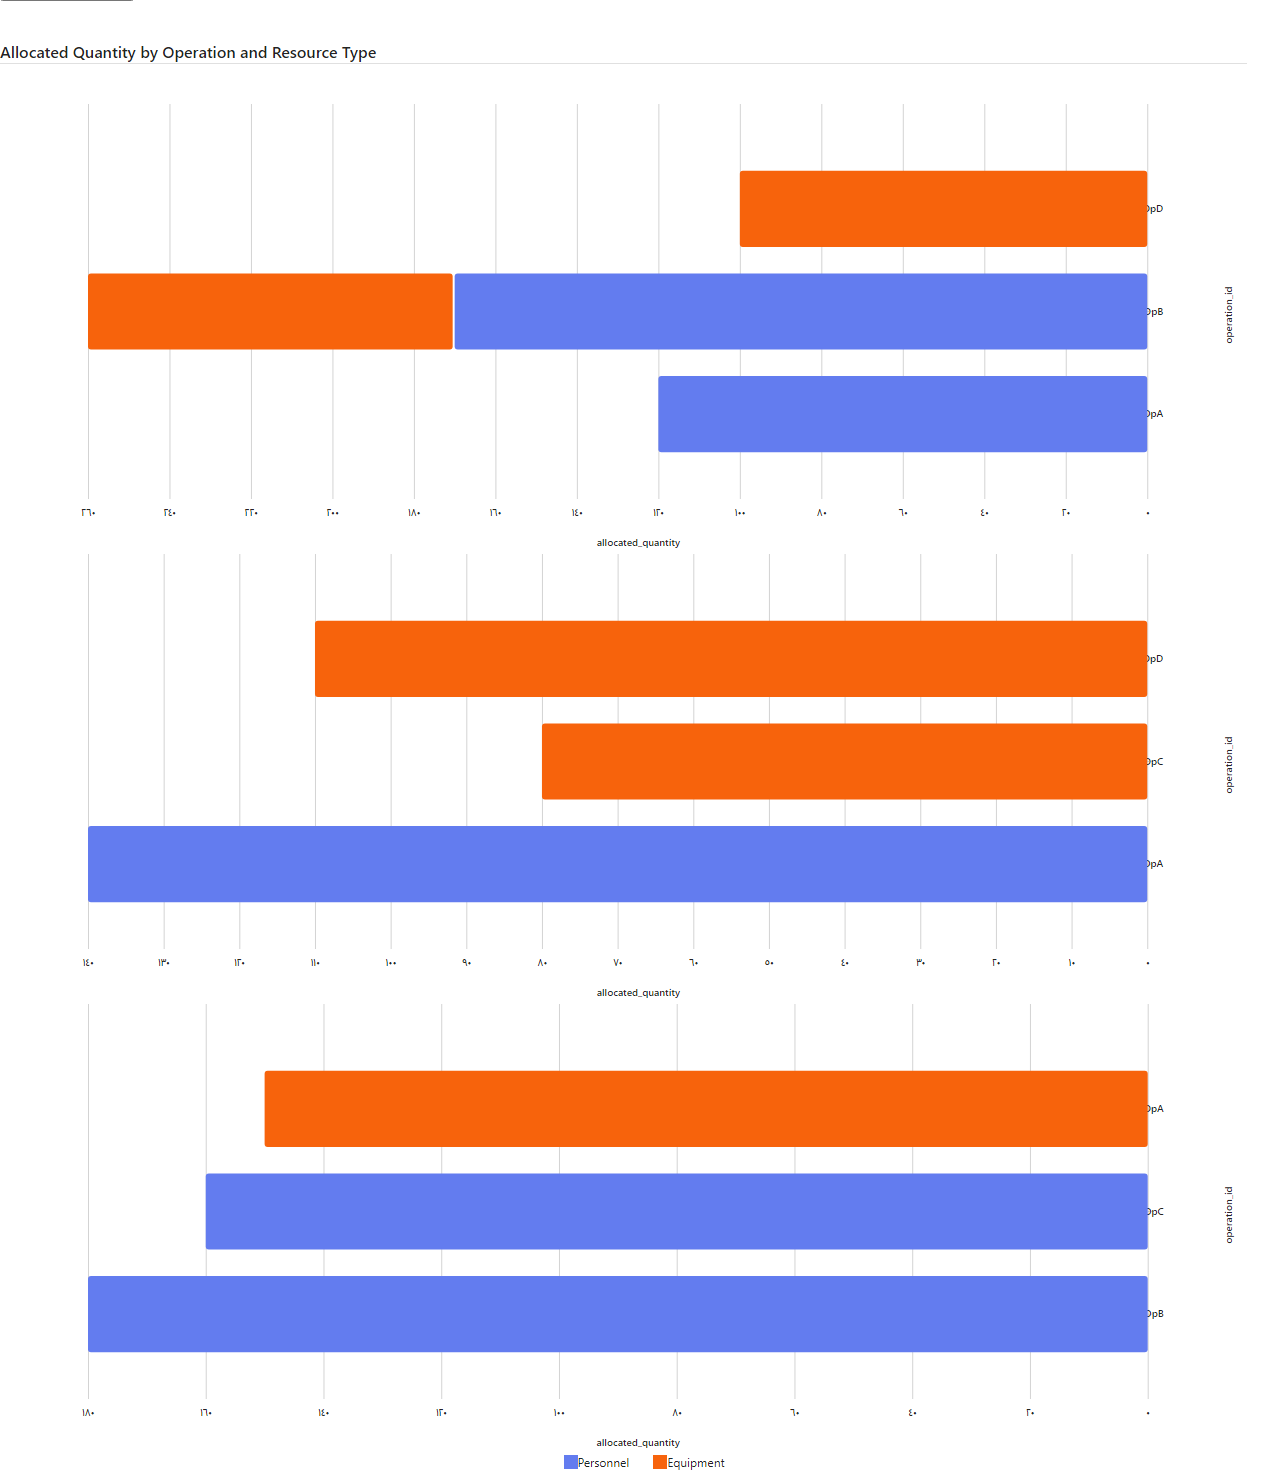 Allocated Quantity by Operation and Resource Type
OpD
OpB
OpA
operation_id
٢٦٠ ٢٤٠ ٢٢٠ ٢٠٠ ١٨٠ ١٦٠ ١٤٠ ١٢٠ ١٠٠ ٨٠ ٦٠ ٤٠ ٢٠ ٠
allocated_quantity
OpD
OpC
OpA
operation_id
١٤٠ ١٣٠ ١٢٠ ١١٠ ١٠٠ ٩٠ ٨٠ ٧٠ ٦٠ ٥٠ ٤٠ ٣٠ ٢٠ ١٠ ٠
allocated_quantity
OpA
OpC
OpB
operation_id
١٨٠ ١٦٠ ١٤٠ ١٢٠ ١٠٠ ٨٠ ٦٠ ٤٠ ٢٠ ٠
allocated_quantity
Personnel Equipment